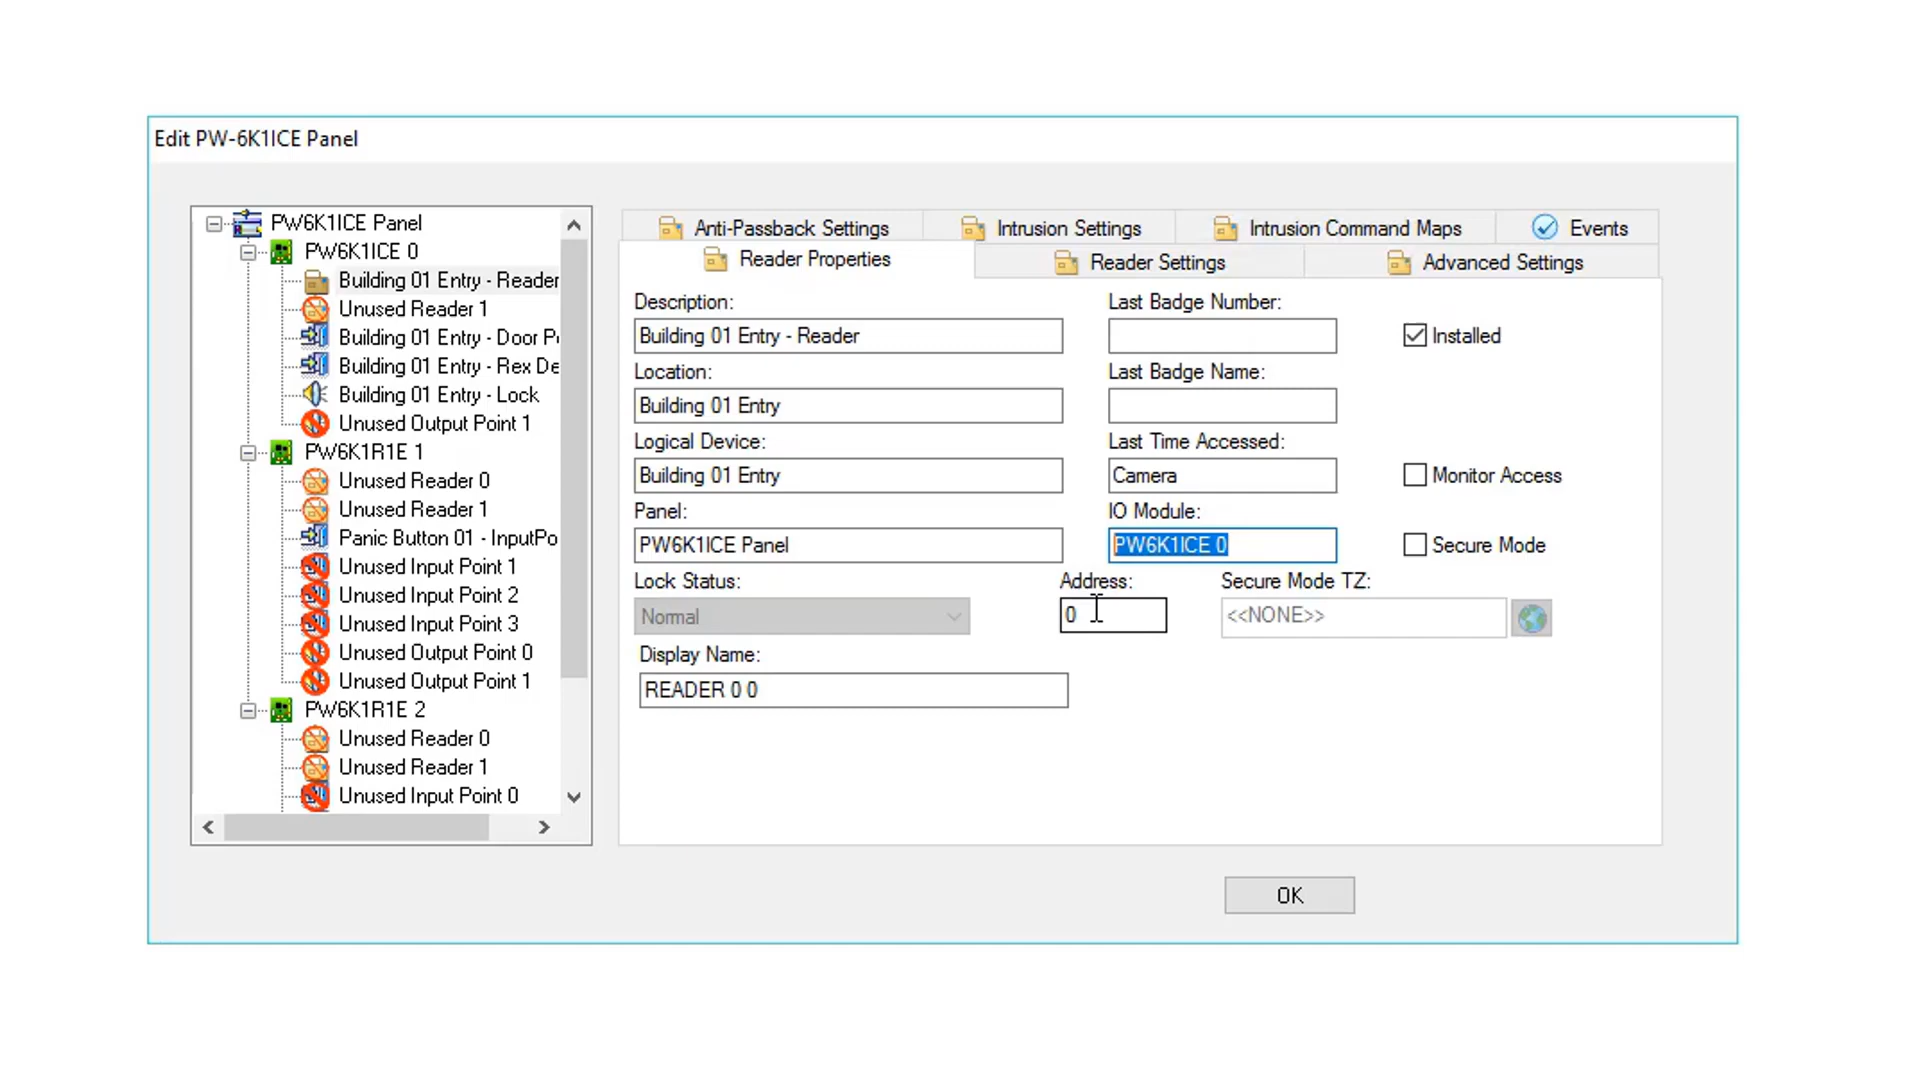 Edit PW-6K1ICE Panel
PW6K1ICE Panel
PW6K1ICE 0
Building 01 Entry - Reader
Unused Reader 1
Building 01 Entry - Door P
Building 01 Entry - Rex De
Building 01 Entry - Lock
Unused Output Point 1
PW6K1R1E 1
Unused Reader 0
Unused Reader 1
Panic Button 01 - InputPo
Unused Input Point 1
Unused Input Point 2
Unused Input Point 3
Unused Output Point 0
Unused Output Point 1
PW6K1R1E 2
Unused Reader 0
Unused Reader 1
Unused Input Point 0
Anti-Passback Settings Intrusion Settings Intrusion Command Maps Events
Reader Properties Reader Settings Advanced Settings
Description: Last Badge Number:
Building 01 Entry - Reader Installed
Location: Last Badge Name:
Building 01 Entry
Logical Device: Last Time Accessed:
Building 01 Entry Camera Monitor Access
Panel: IO Module:
PW6K1ICE Panel PW6K1ICE 0 Secure Mode
Lock Status: Address: Secure Mode TZ:
Normal 0 <<NONE>>
Display Name:
READER 0 0
OK